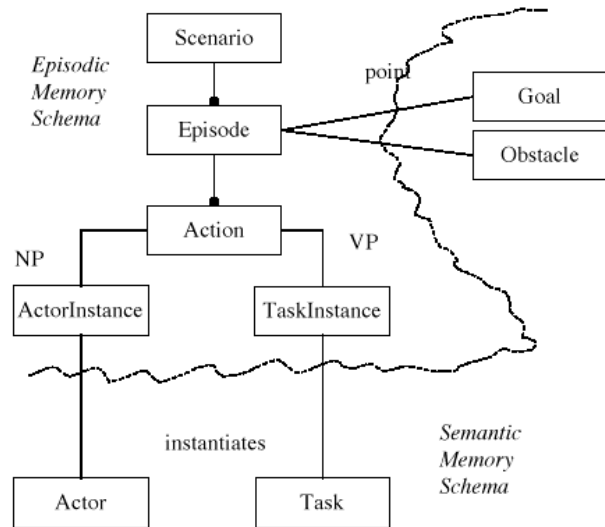 Scenario
Episodic
Memory
Schema
point
Goal
Episode
Obstacle
Action
NP
VP
ActorInstance
TaskInstance
instantiates
Semantic
Memory
Schema
Actor
Task